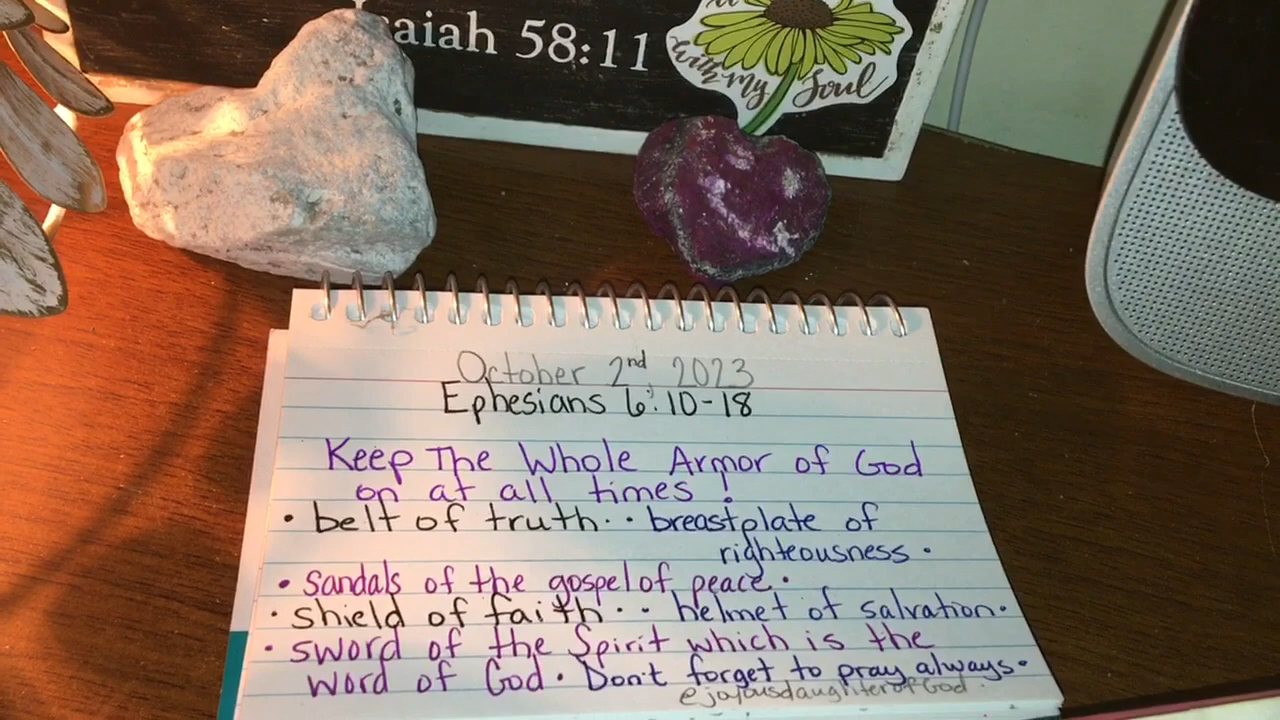 Isaiah 58:11
with my Soul
October 2nd, 2023
Ephesians 6:10-18
Keep The Whole Armor of God
on at all times!
• belt of truth · · breastplate of
righteousness •
• Sandals of the gospel of peace •
• shield of faith · · helmet of salvation •
• sword of the Spirit which is the
word of God • Don't forget to pray always •
@joyousdaughterofGod